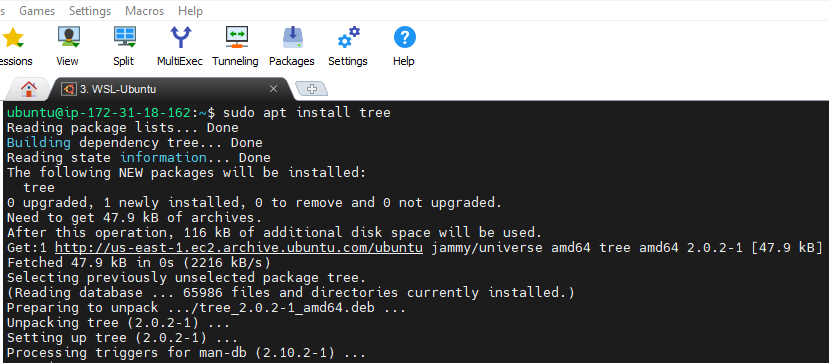 Games Settings Macros Help
View Split MultiExec Tunneling Packages Settings Help
3. WSL-Ubuntu
ubuntu@ip-172-31-18-162:~$ sudo apt install tree
Reading package lists... Done
Building dependency tree... Done
Reading state information... Done
The following NEW packages will be installed:
  tree
0 upgraded, 1 newly installed, 0 to remove and 0 not upgraded.
Need to get 47.9 kB of archives.
After this operation, 116 kB of additional disk space will be used.
Get:1 http://us-east-1.ec2.archive.ubuntu.com/ubuntu jammy/universe amd64 tree amd64 2.0.2-1 [47.9 kB]
Fetched 47.9 kB in 0s (2216 kB/s)
Selecting previously unselected package tree.
(Reading database ... 65986 files and directories currently installed.)
Preparing to unpack .../tree_2.0.2-1_amd64.deb ...
Unpacking tree (2.0.2-1) ...
Setting up tree (2.0.2-1) ...
Processing triggers for man-db (2.10.2-1) ...